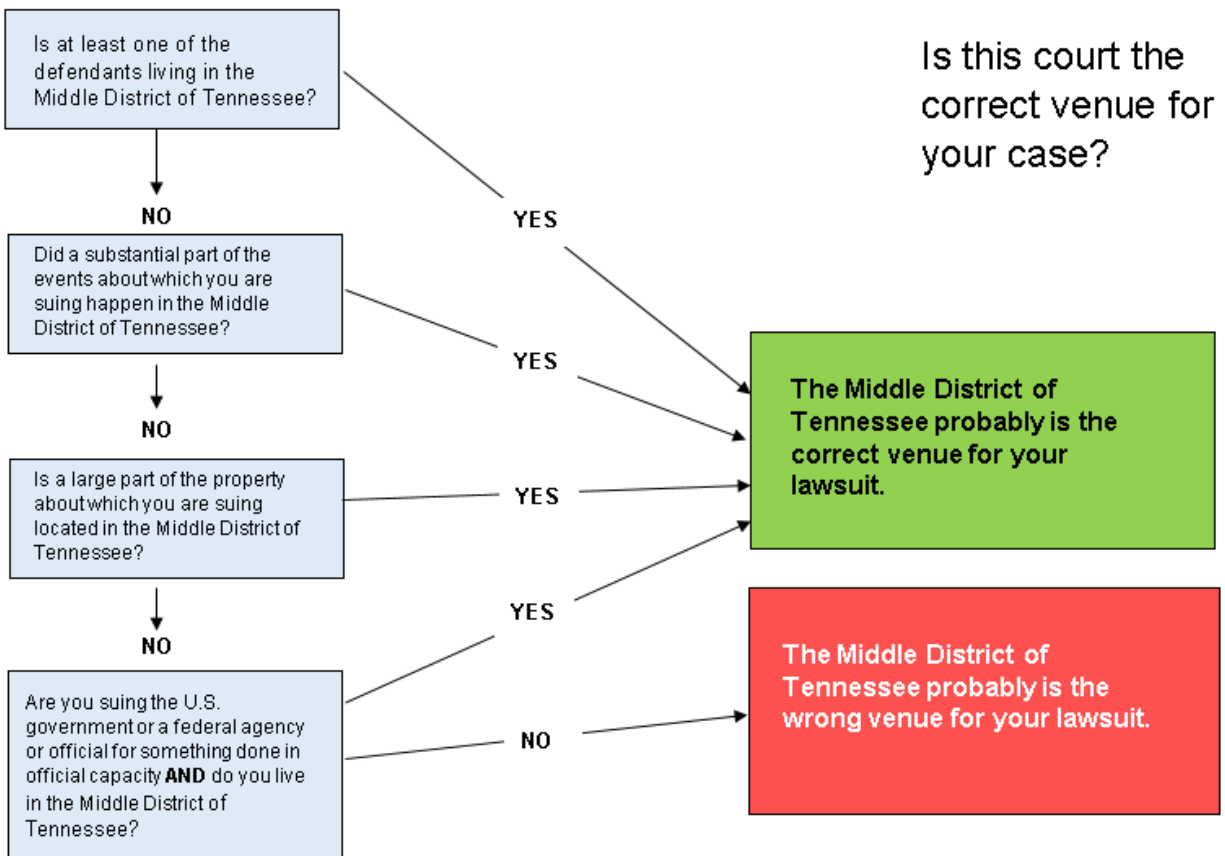 Is this court the
correct venue for
your case?
Is at least one of the
defendants living in the
Middle District of Tennessee?
YES
NO
Did a substantial part of the
events about which you are
suing happen in the Middle
District of Tennessee?
YES
NO
Is a large part of the property
about which you are suing
located in the Middle District of
Tennessee?
YES
NO
Are you suing the U.S.
government or a federal agency
or official for something done in
official capacity AND do you live
in the Middle District of
Tennessee?
YES
NO
The Middle District of
Tennessee probably is the
correct venue for your
lawsuit.
The Middle District of
Tennessee probably is the
wrong venue for your lawsuit.